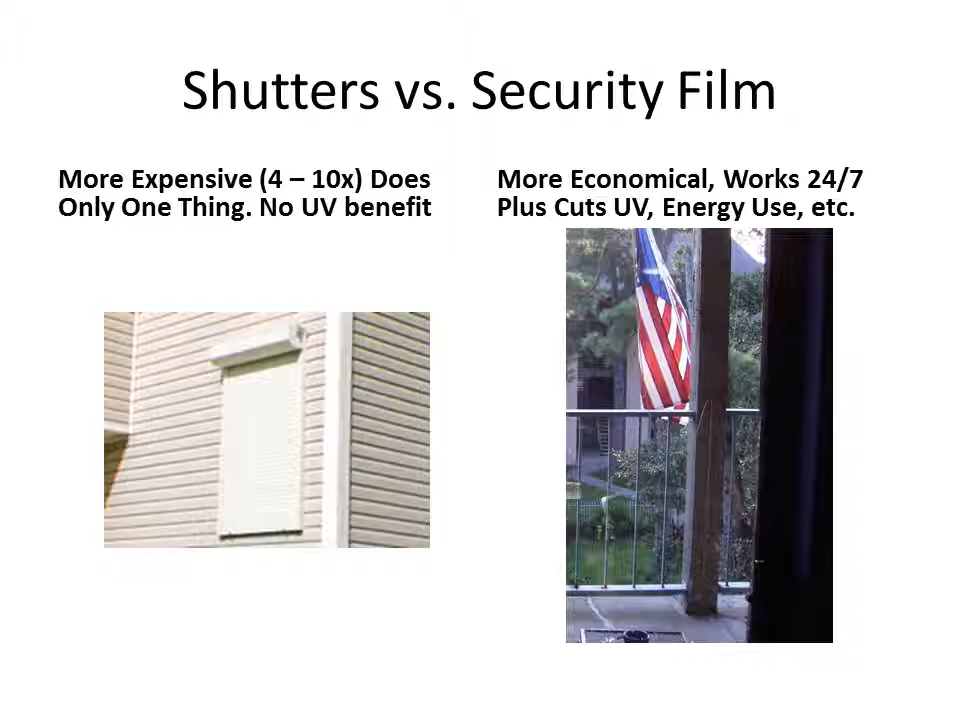 Shutters vs. Security Film
More Expensive (4 – 10x) Does
Only One Thing. No UV benefit
More Economical, Works 24/7
Plus Cuts UV, Energy Use, etc.